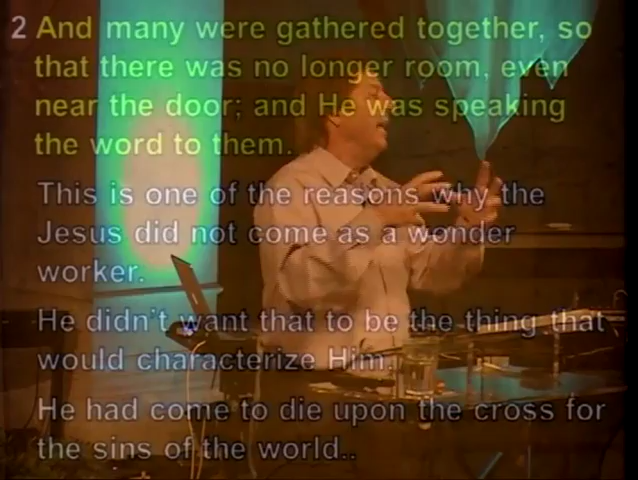 2 And many were gathered together, so
that there was no longer room, even
near the door; and He was speaking
the word to them.
This is one of the reasons why the
Jesus did not come as a wonder
worker.
He didn't want that to be the thing that
would characterize Him.
He had come to die upon the cross for
the sins of the world..